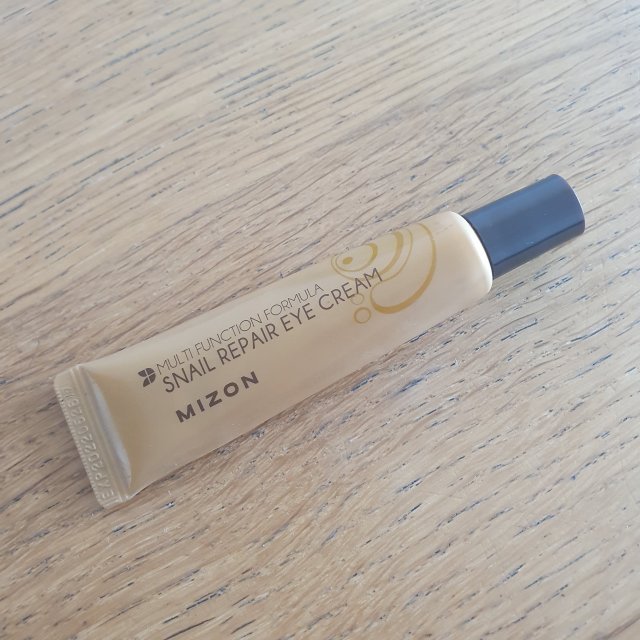 MULTI FUNCTION FORMULA
SNAIL REPAIR EYE CREAM
MIZON